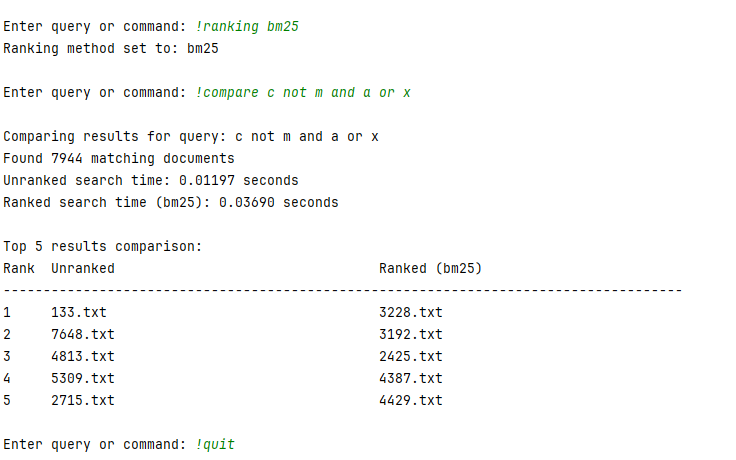 Enter query or command: !ranking bm25
Ranking method set to: bm25
Enter query or command: !compare c not m and a or x
Comparing results for query: c not m and a or x
Found 7944 matching documents
Unranked search time: 0.01197 seconds
Ranked search time (bm25): 0.03690 seconds
Top 5 results comparison:
Rank  Unranked                                 Ranked (bm25)
-------------------------------------------------------------------------------------
1     133.txt                                  3228.txt
2     7648.txt                                 3192.txt
3     4813.txt                                 2425.txt
4     5309.txt                                 4387.txt
5     2715.txt                                 4429.txt
Enter query or command: !quit